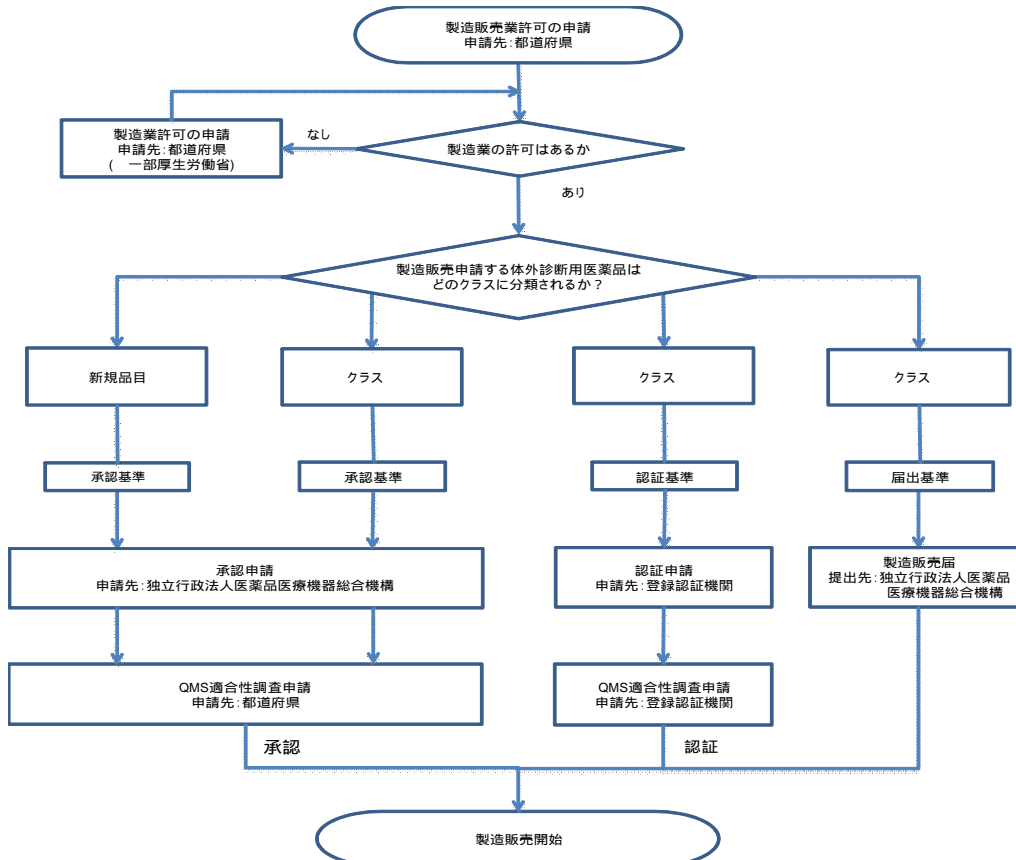 製造販売業許可の申請
申請先:都道府県
製造業許可の申請
申請先:都道府県
(　一部厚生労働省)
なし
製造業の許可はあるか
あり
製造販売申請する体外診断用医薬品は
どのクラスに分類されるか？
新規品目
クラス
クラス
クラス
承認基準
承認基準
認証基準
届出基準
承認申請
申請先:独立行政法人医薬品医療機器総合機構
認証申請
申請先:登録認証機関
製造販売届
提出先:独立行政法人医薬品
医療機器総合機構
QMS適合性調査申請
申請先:都道府県
QMS適合性調査申請
申請先:登録認証機関
承認
認証
製造販売開始